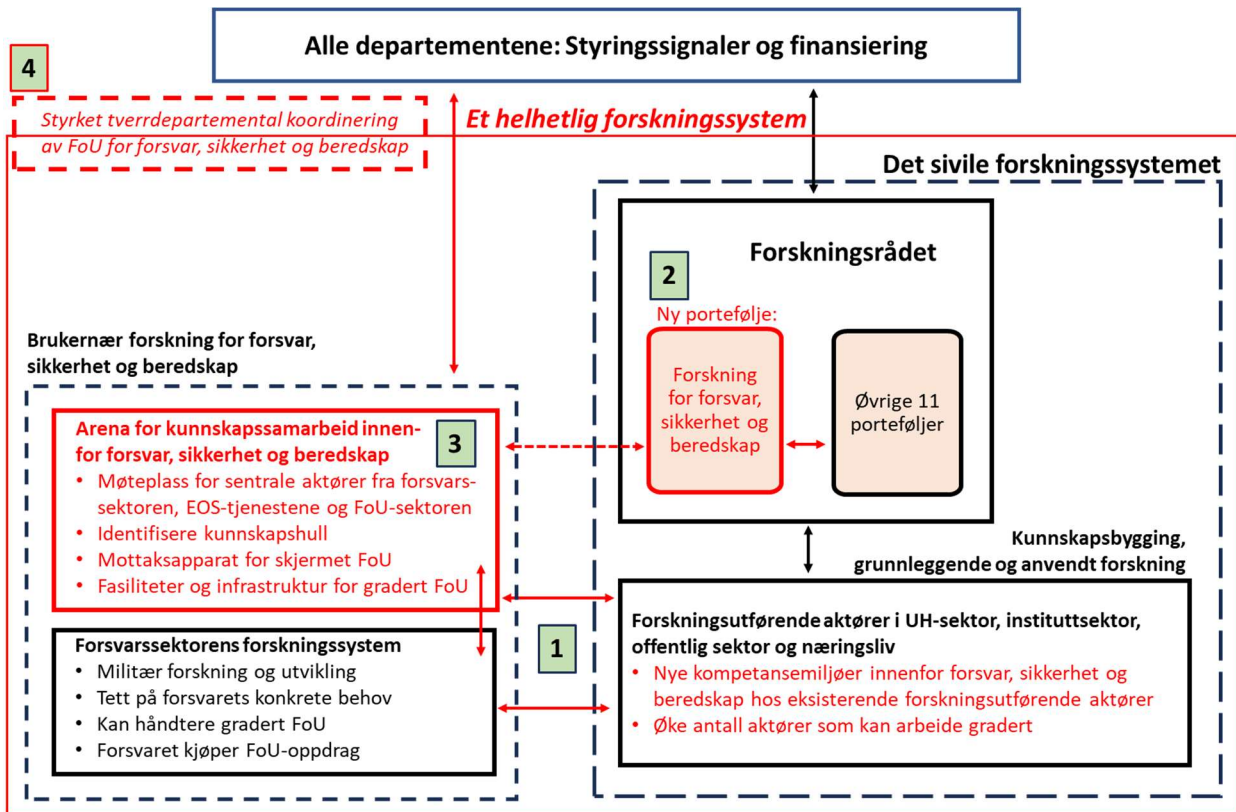 Alle departementene: Styringssignaler og finansiering
4
Styrket tverrdepartemental koordinering
av FoU for forsvar, sikkerhet og beredskap
Et helhetlig forskningssystem
Det sivile forskningssystemet
Forskningsrådet
2
Ny portefølje:
Forskning
for forsvar,
sikkerhet og
beredskap
Øvrige 11
porteføljer
Brukernær forskning for forsvar,
sikkerhet og beredskap
Arena for kunnskapssamarbeid innen-
for forsvar, sikkerhet og beredskap
3
• Møteplass for sentrale aktører fra forsvars-
sektoren, EOS-tjenestene og FoU-sektoren
• Identifisere kunnskapshull
• Mottaksapparat for skjermet FoU
• Fasiliteter og infrastruktur for gradert FoU
Forsvarssektorens forskningssystem
• Militær forskning og utvikling
• Tett på forsvarets konkrete behov
• Kan håndtere gradert FoU
• Forsvaret kjøper FoU-oppdrag
1
Kunnskapsbygging,
grunnleggende og anvendt forskning
Forskningsutførende aktører i UH-sektor, instituttsektor,
offentlig sektor og næringsliv
• Nye kompetansemiljøer innenfor forsvar, sikkerhet og
beredskap hos eksisterende forskningsutførende aktører
• Øke antall aktører som kan arbeide gradert